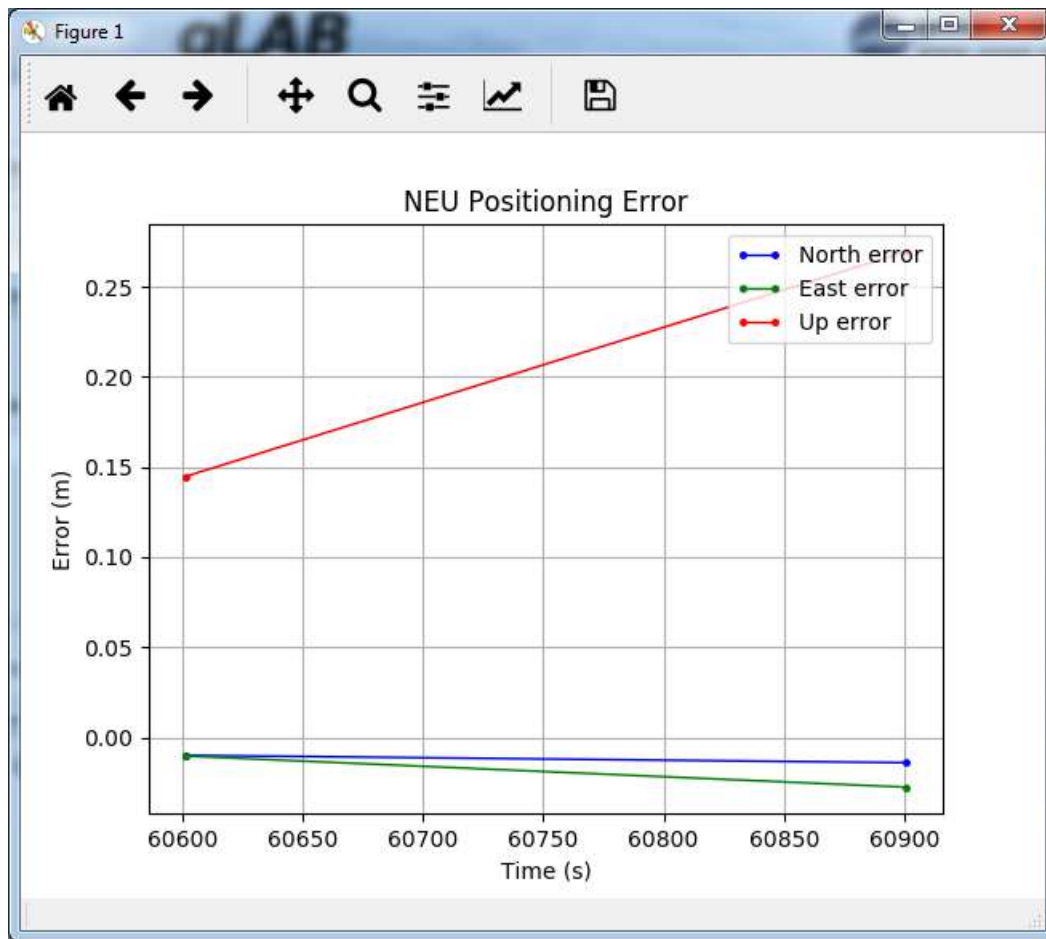 Figure 1
gLAB
NEU Positioning Error
North error
East error
Up error
Error (m)
0.25
0.20
0.15
0.10
0.05
0.00
60600 60650 60700 60750 60800 60850 60900
Time (s)